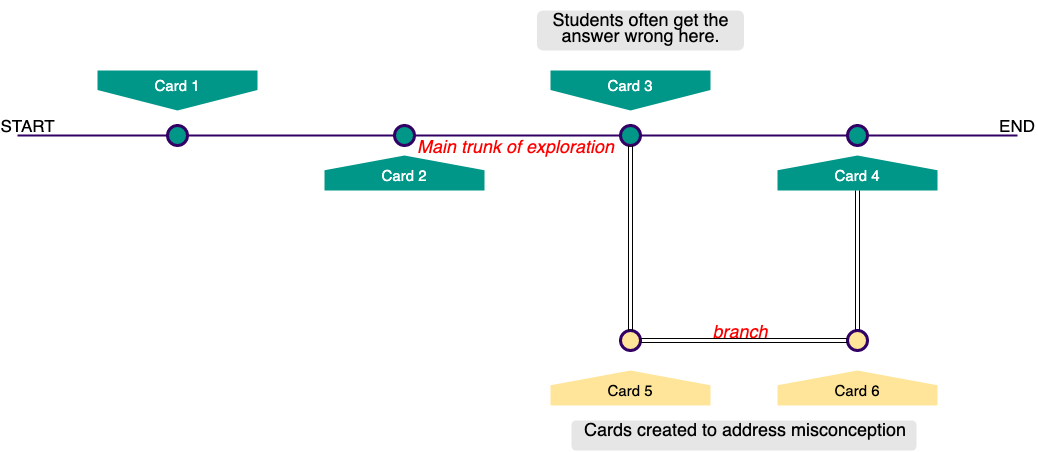 Students often get the
answer wrong here.
Card 1
Card 3
START
END
Main trunk of exploration
Card 2
Card 4
branch
Card 5
Card 6
Cards created to address misconception